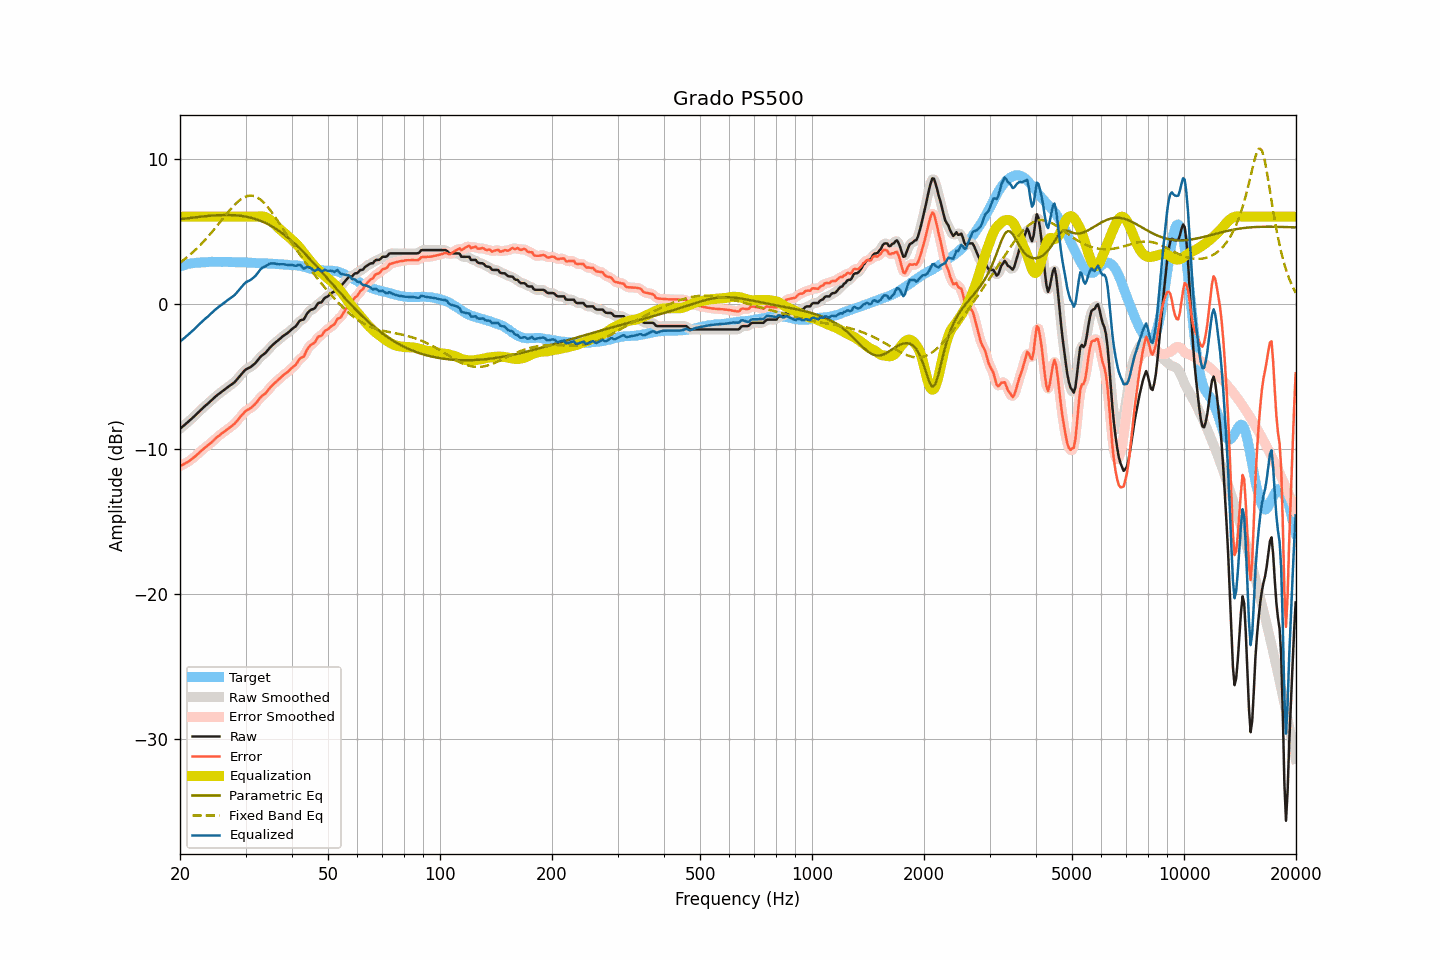 Grado PS500
10
0
−10
−20
−30
Amplitude (dBr)
Target
Raw Smoothed
Error Smoothed
Raw
Error
Equalization
Parametric Eq
Fixed Band Eq
Equalized
20 50 100 200 500 1000 2000 5000 10000 20000
Frequency (Hz)